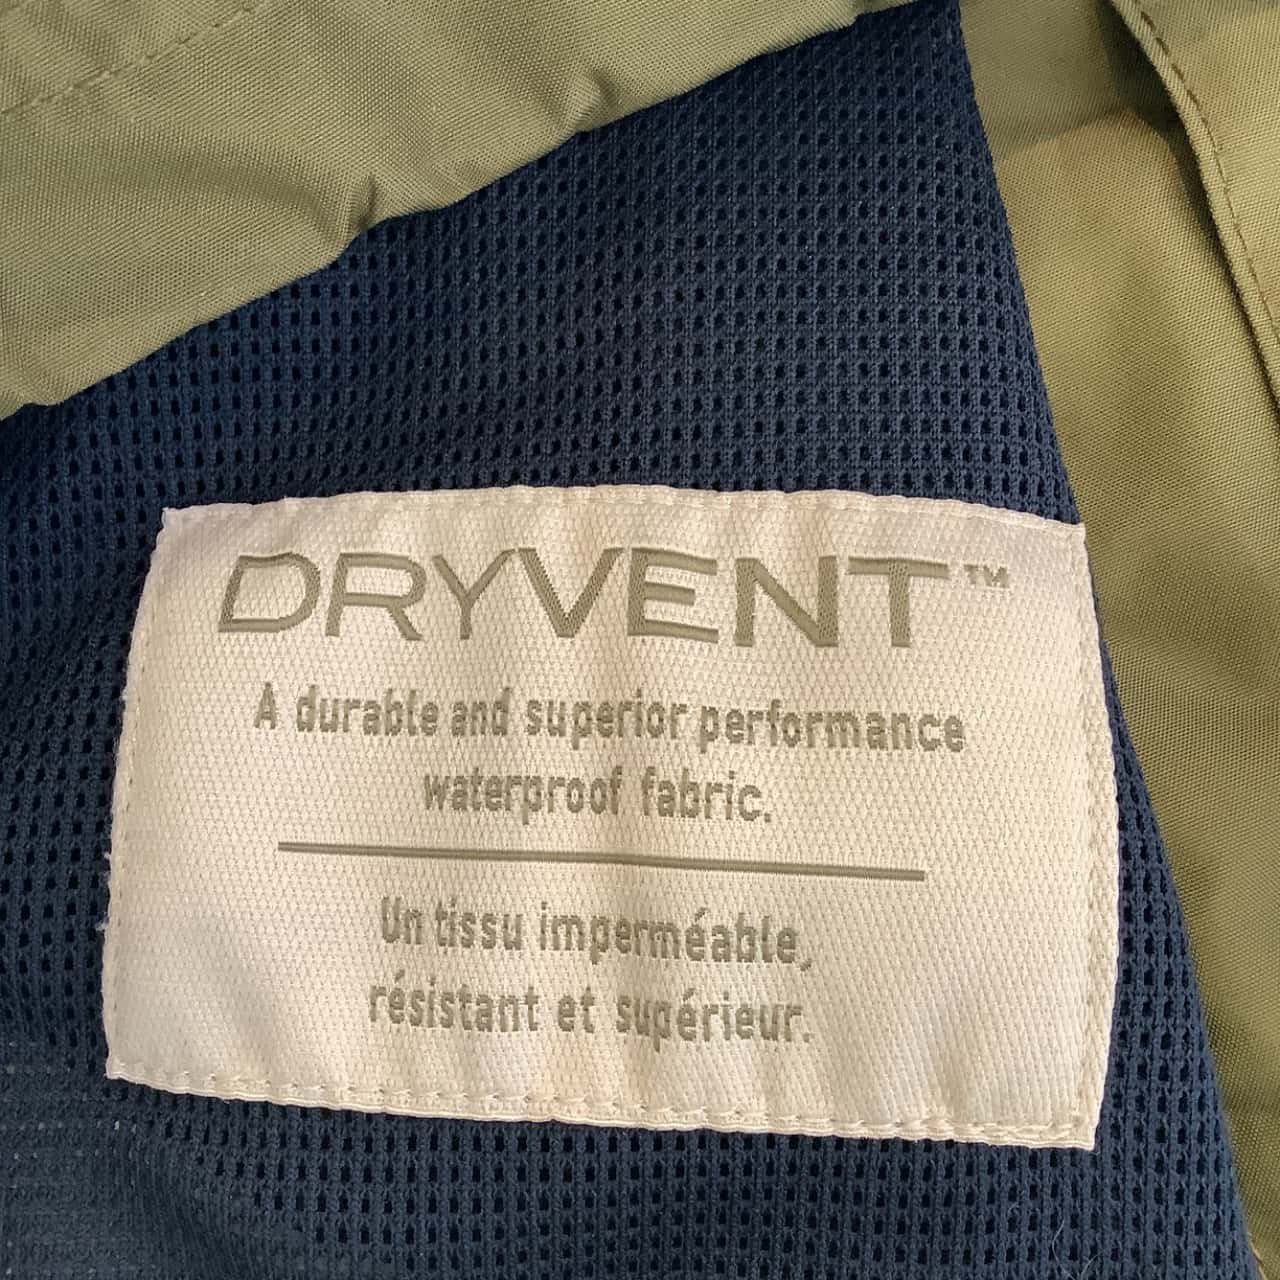 DRYVENT™
A durable and superior performance
waterproof fabric.
Un tissu imperméable,
résistant et supérieur.